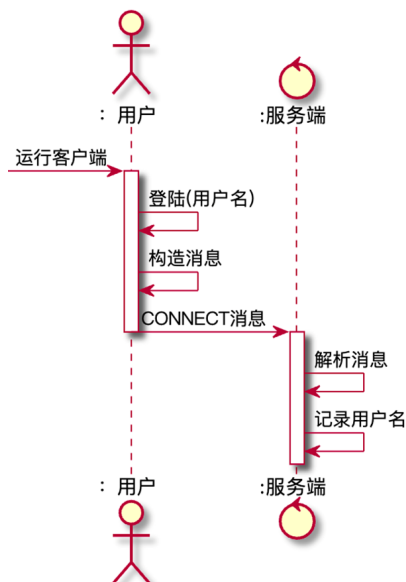 : 用户
:服务端
运行客户端
登陆(用户名)
构造消息
CONNECT消息
解析消息
记录用户名
: 用户
:服务端